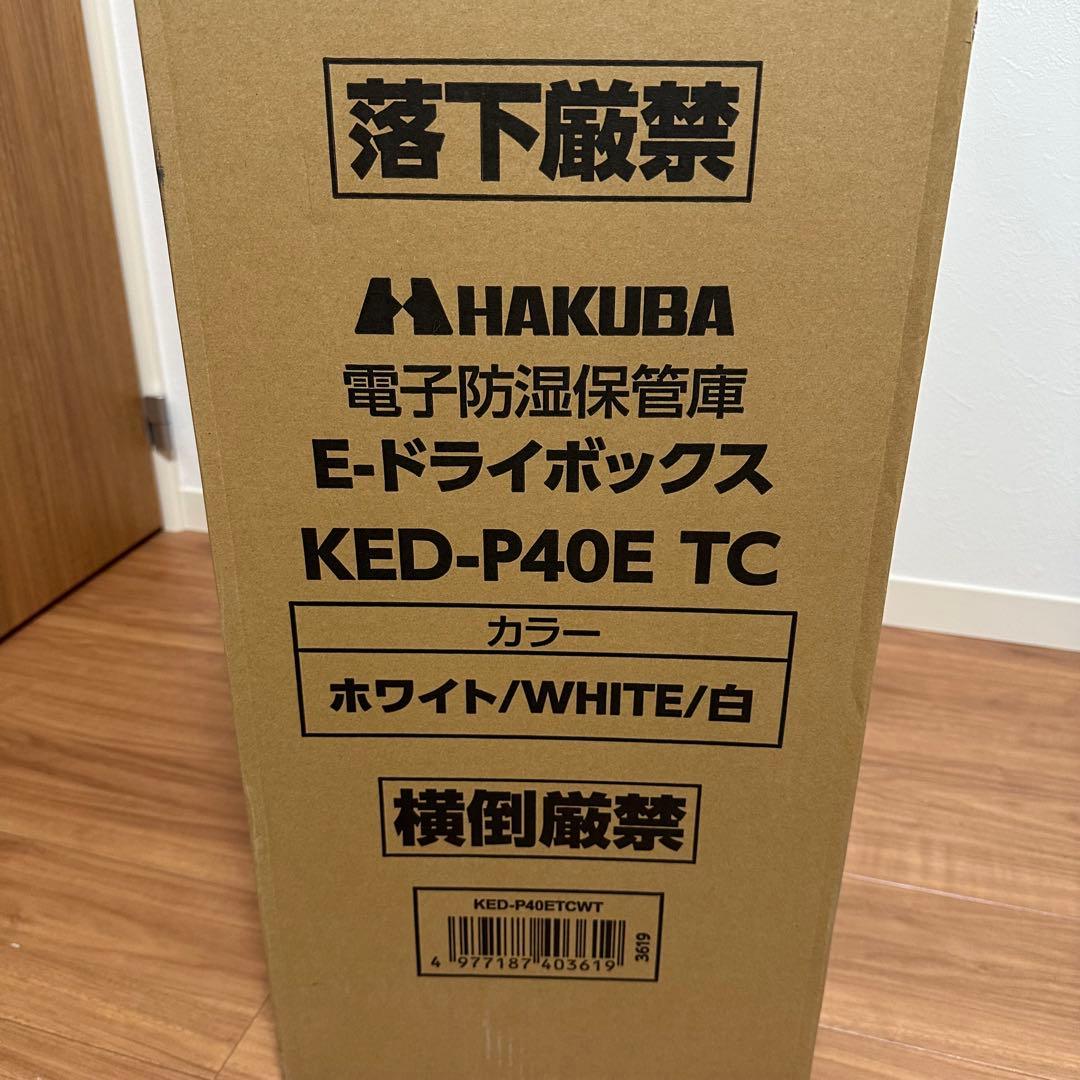 落下厳禁
HAKUBA
電子防湿保管庫
E-ドライボックス
KED-P40E TC
カラー
ホワイト/WHITE/白
横倒厳禁
KED-P40ETCWT
4 977187 403619
3619